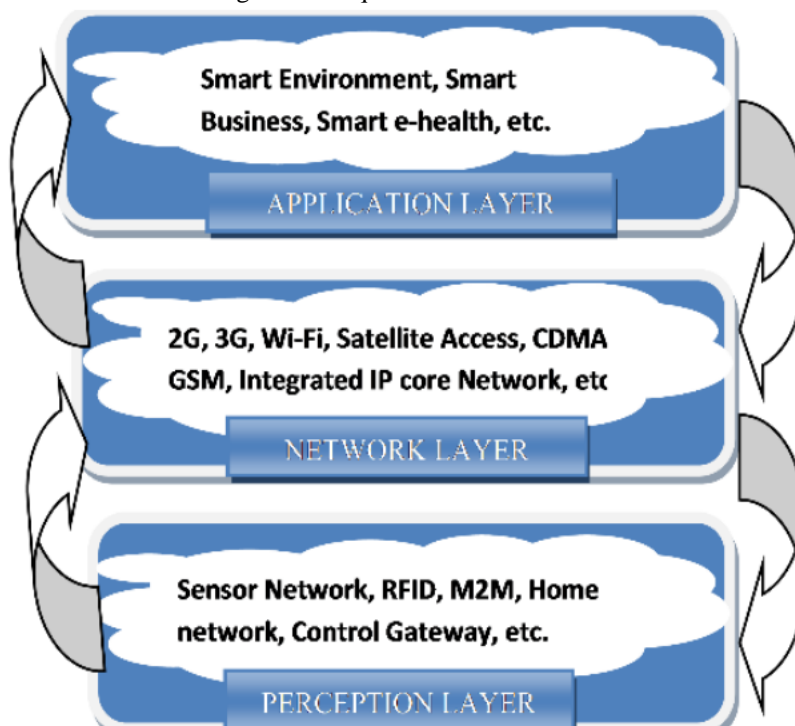 Smart Environment, Smart
Business, Smart e-health, etc.
APPLICATION LAYER
2G, 3G, Wi-Fi, Satellite Access, CDMA
GSM, Integrated IP core Network, etc
NETWORK LAYER
Sensor Network, RFID, M2M, Home
network, Control Gateway, etc.
PERCEPTION LAYER